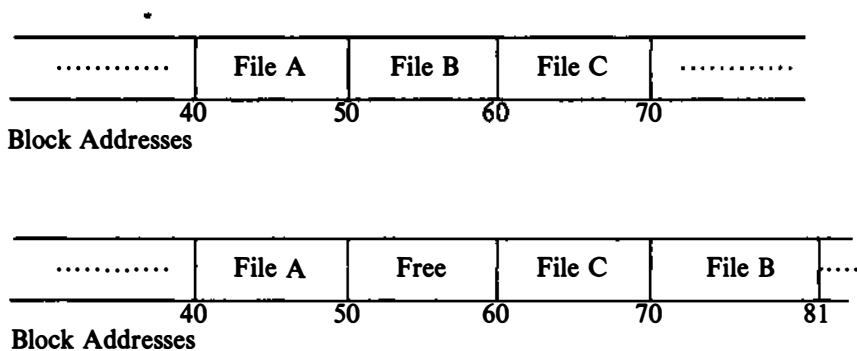 File A File B File C
40 50 60 70
Block Addresses
File A Free File C File B
40 50 60 70 81
Block Addresses